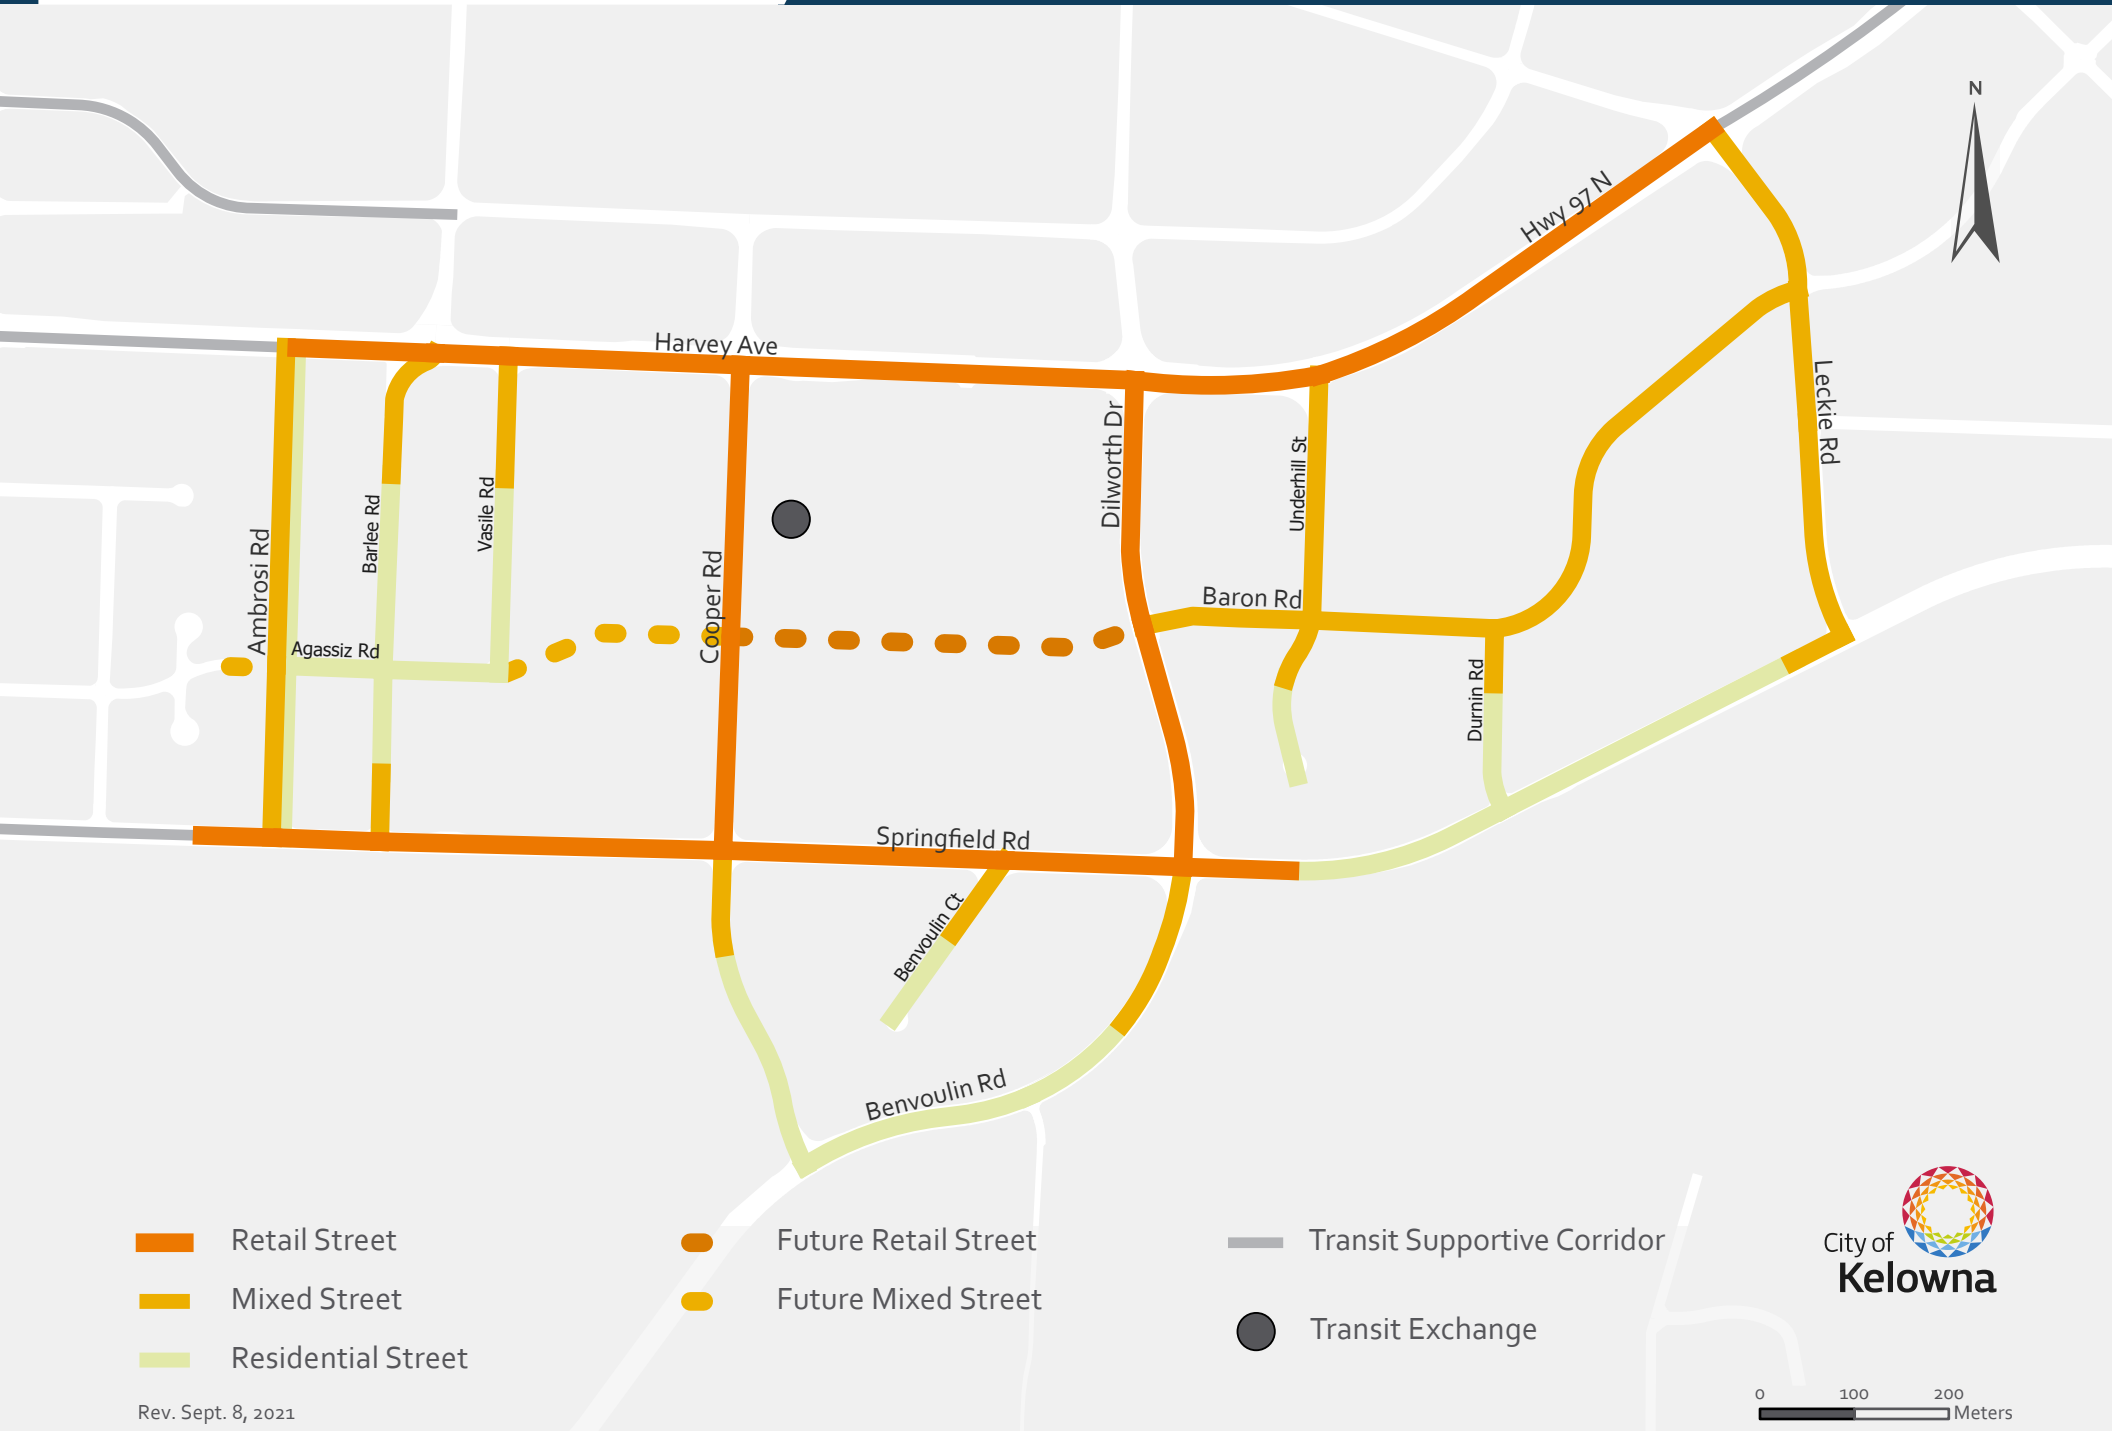 N
Hwy 97 N
Harvey Ave
Leckie Rd
Dilworth Dr
Underhill St
Barlee Rd
Vasile Rd
Ambrosi Rd
Cooper Rd
Baron Rd
Agassiz Rd
Durnin Rd
Springfield Rd
Benvoulin Ct
Benvoulin Rd
Retail Street
Future Retail Street
Transit Supportive Corridor
Mixed Street
Future Mixed Street
Transit Exchange
Residential Street
City of
Kelowna
Rev. Sept. 8, 2021
0 100 200
Meters